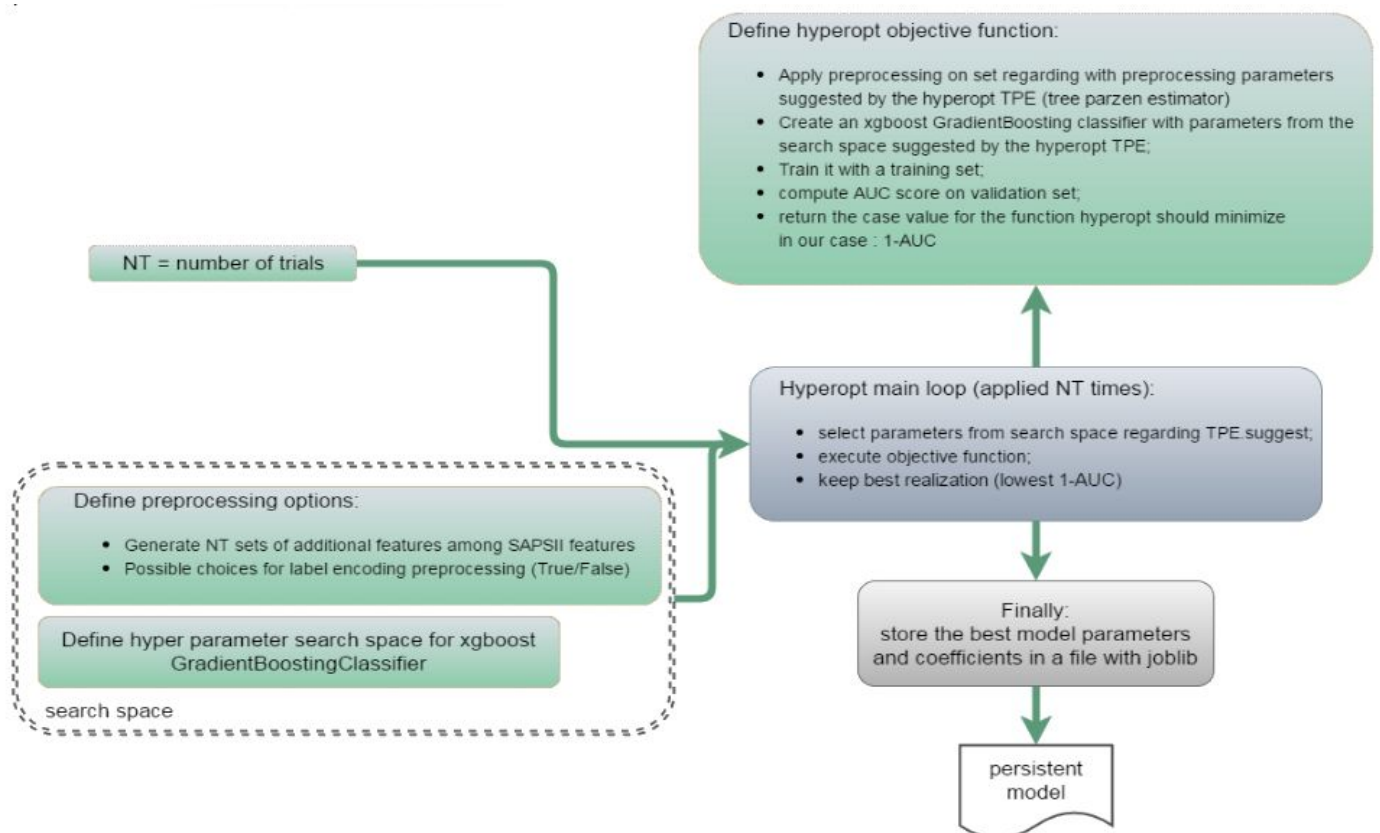 Define hyperopt objective function:
• Apply preprocessing on set regarding with preprocessing parameters
suggested by the hyperopt TPE (tree parzen estimator)
• Create an xgboost GradientBoosting classifier with parameters from the
search space suggested by the hyperopt TPE;
• Train it with a training set;
• compute AUC score on validation set;
• return the case value for the function hyperopt should minimize
in our case : 1-AUC
NT = number of trials
Hyperopt main loop (applied NT times):
• select parameters from search space regarding TPE.suggest;
• execute objective function;
• keep best realization (lowest 1-AUC)
Define preprocessing options:
• Generate NT sets of additional features among SAPSII features
• Possible choices for label encoding preprocessing (True/False)
Define hyper parameter search space for xgboost
GradientBoostingClassifier
search space
Finally:
store the best model parameters
and coefficients in a file with joblib
persistent
model